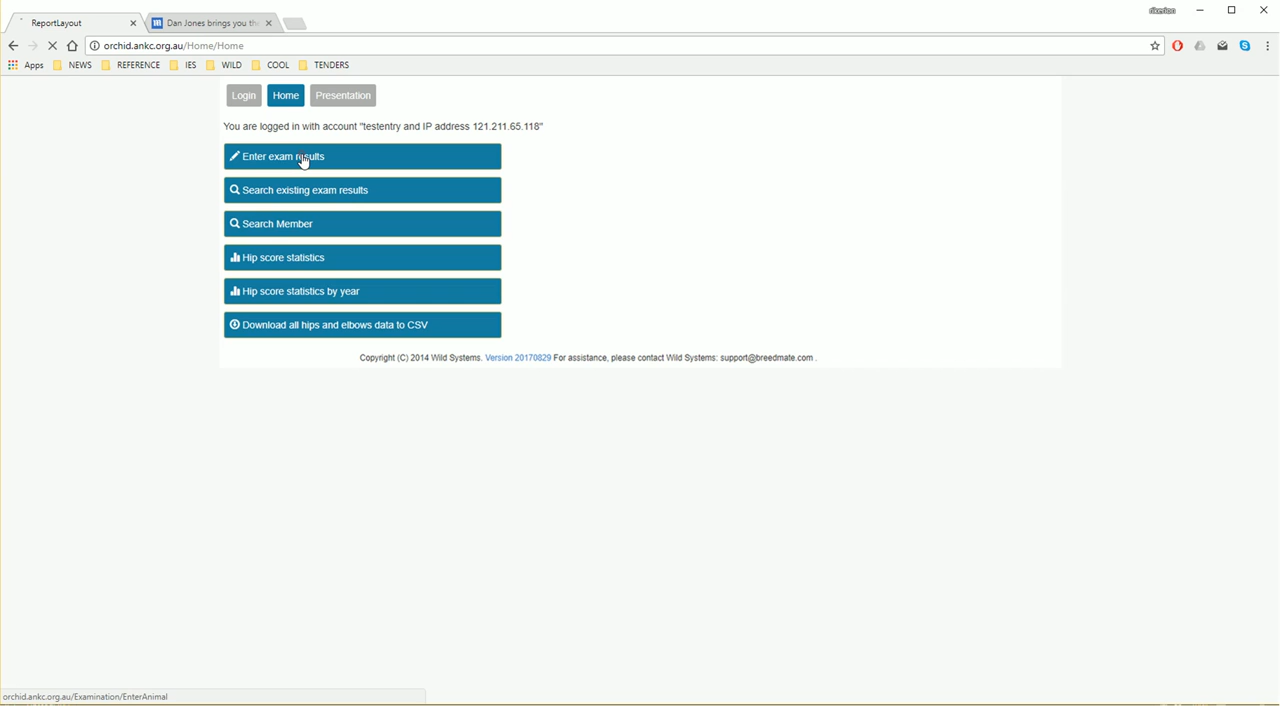 rikerloo
ReportLayout
Dan Jones brings you the
orchid.ankc.org.au/Home/Home
Apps NEWS REFERENCE IES WILD COOL TENDERS
Login Home Presentation
You are logged in with account "testentry and IP address 121.211.65.118"
Enter exam results
Search existing exam results
Search Member
Hip score statistics
Hip score statistics by year
Download all hips and elbows data to CSV
Copyright (C) 2014 Wild Systems. Version 20170829 For assistance, please contact Wild Systems: support@breedmate.com .
orchid.ankc.org.au/Examination/EnterAnimal